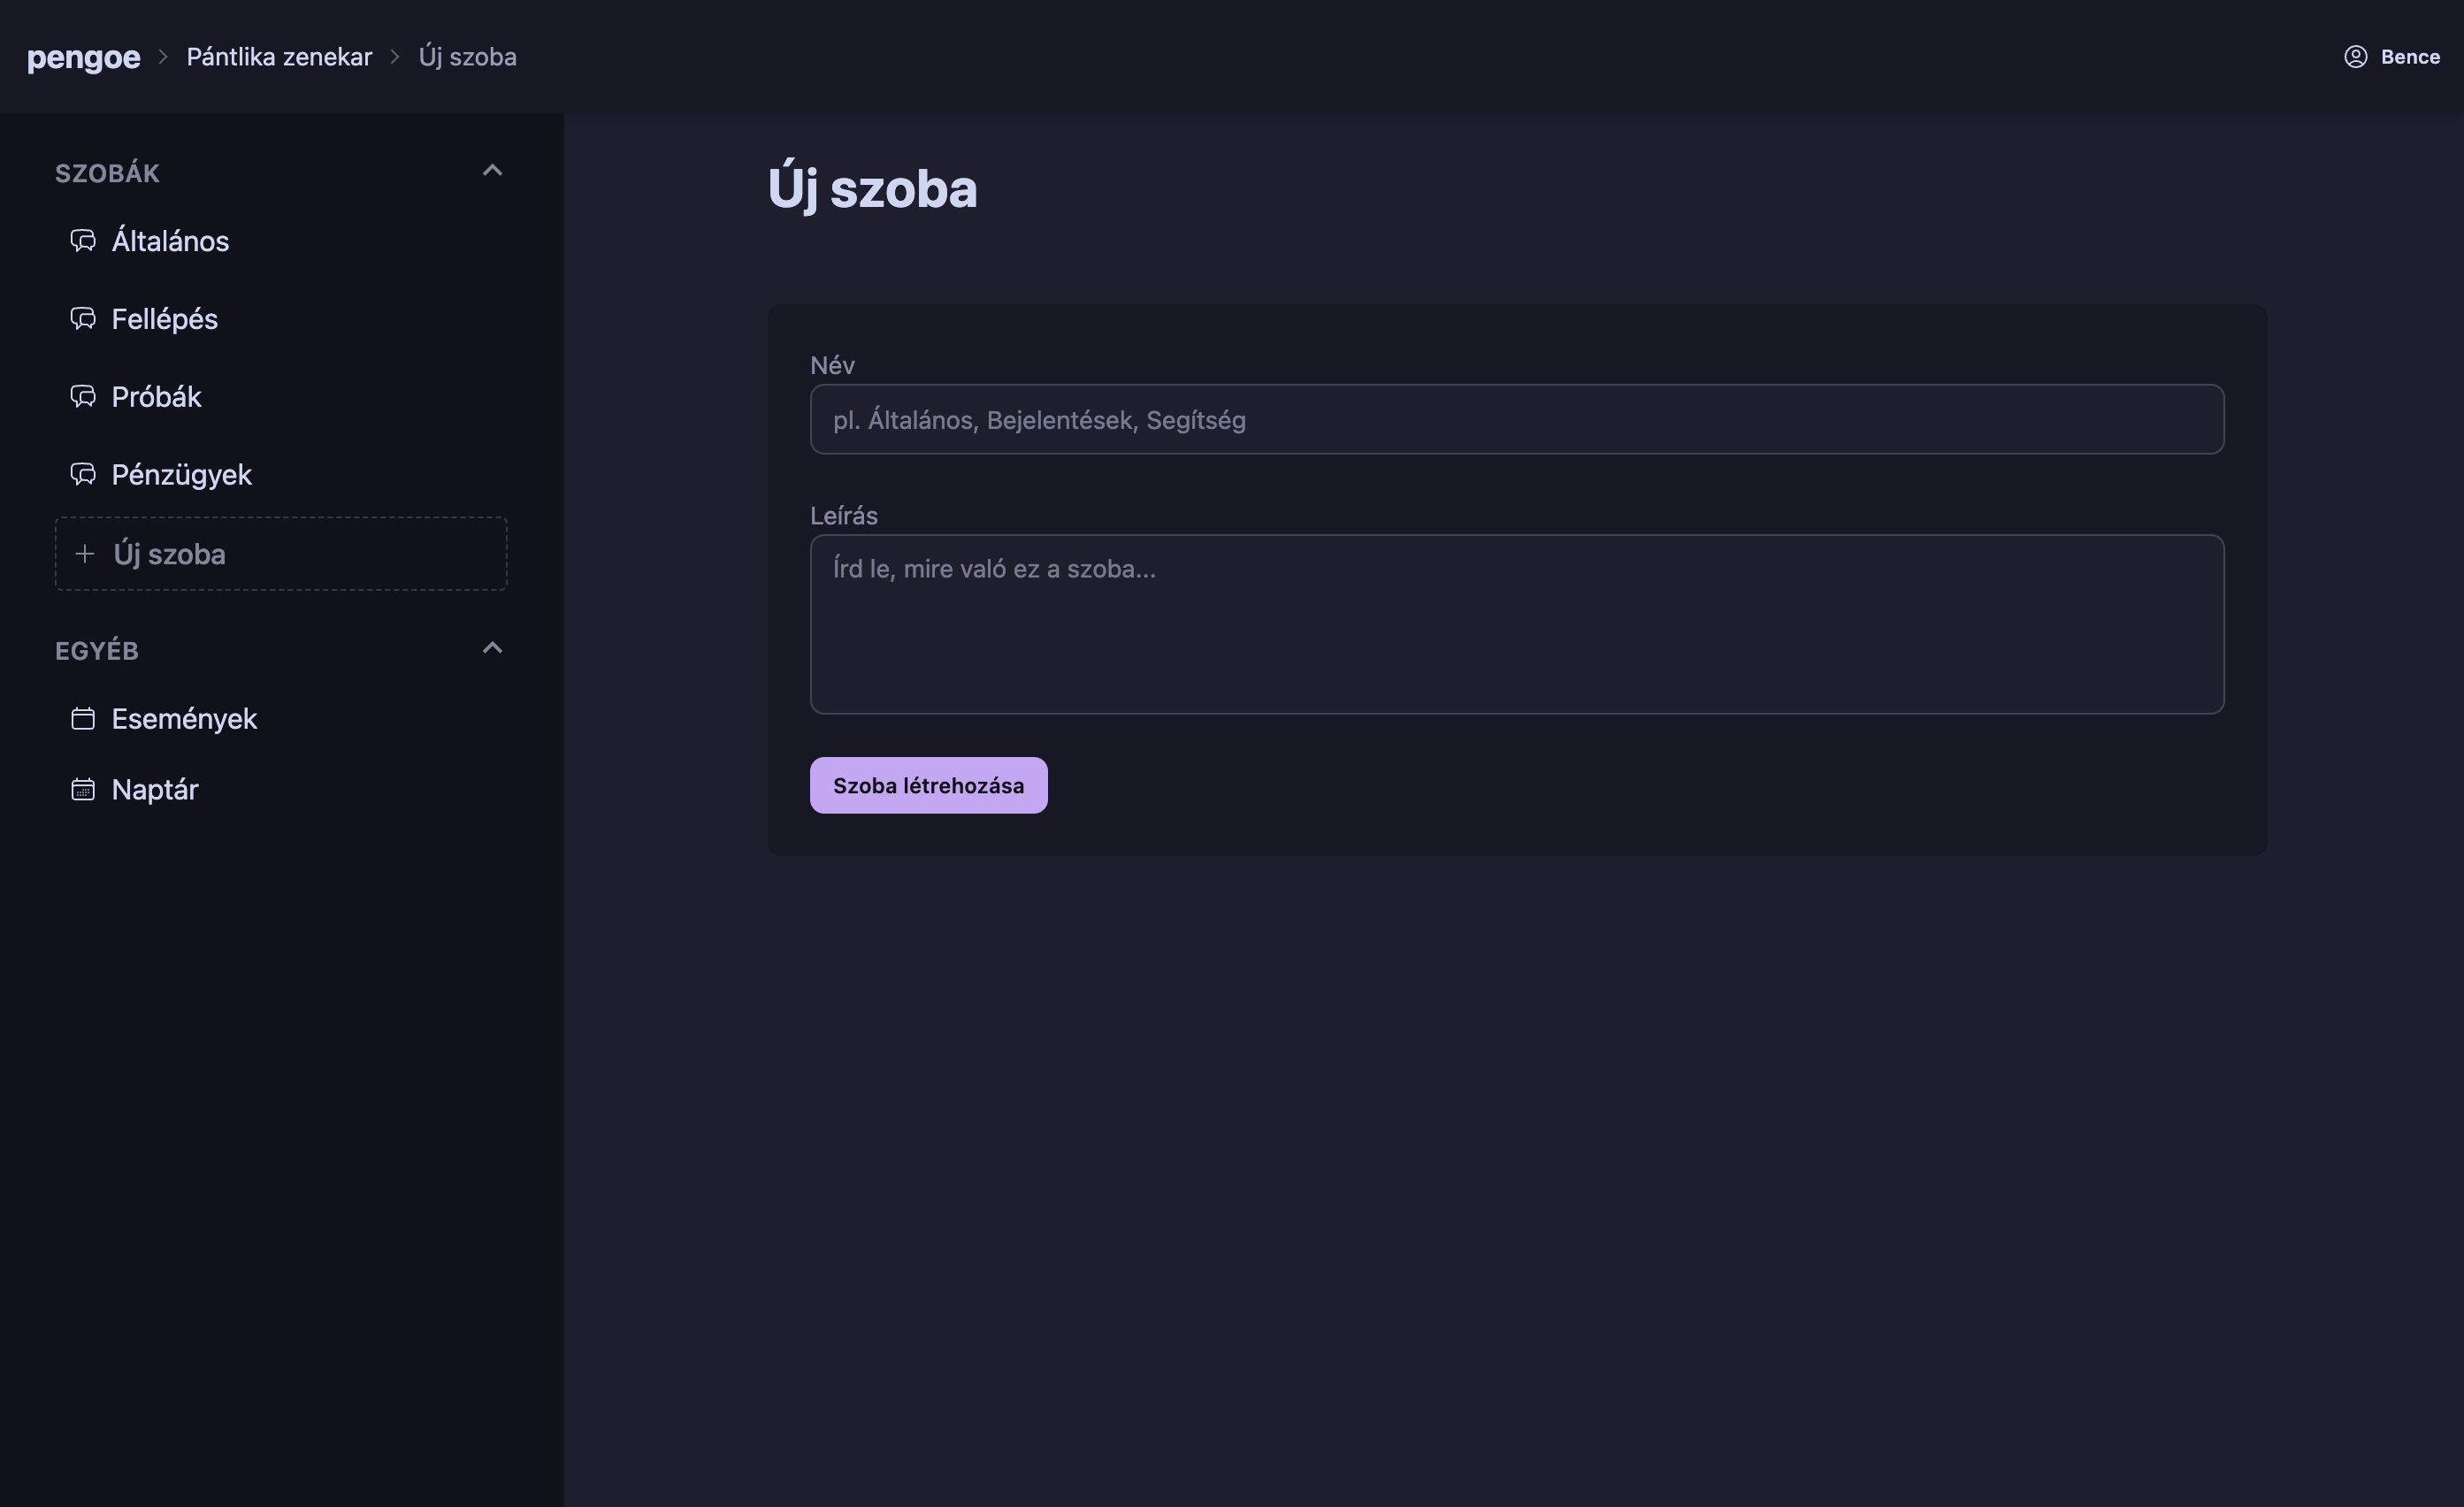 pengoe > Pántlika zenekar > Új szoba
Bence
SZOBÁK
Általános
Fellépés
Próbák
Pénzügyek
+ Új szoba
EGYÉB
Események
Naptár
Új szoba
Név
pl. Általános, Bejelentések, Segítség
Leírás
Írd le, mire való ez a szoba...
Szoba létrehozása